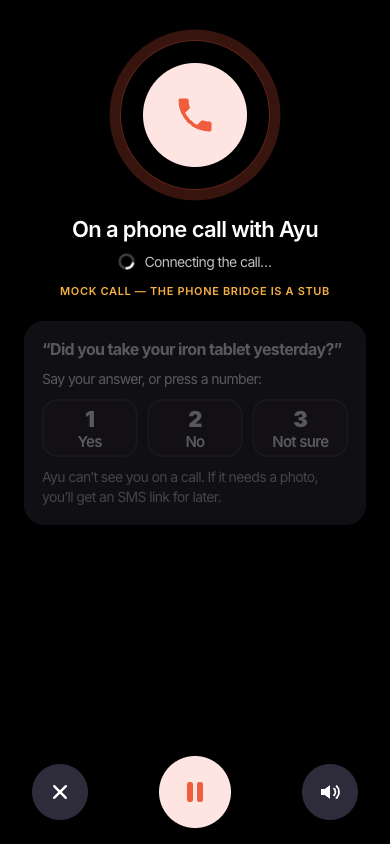 On a phone call with Ayu
Connecting the call...
MOCK CALL — THE PHONE BRIDGE IS A STUB
“Did you take your iron tablet yesterday?”
Say your answer, or press a number:
1 2 3
Yes No Not sure
Ayu can’t see you on a call. If it needs a photo,
you’ll get an SMS link for later.